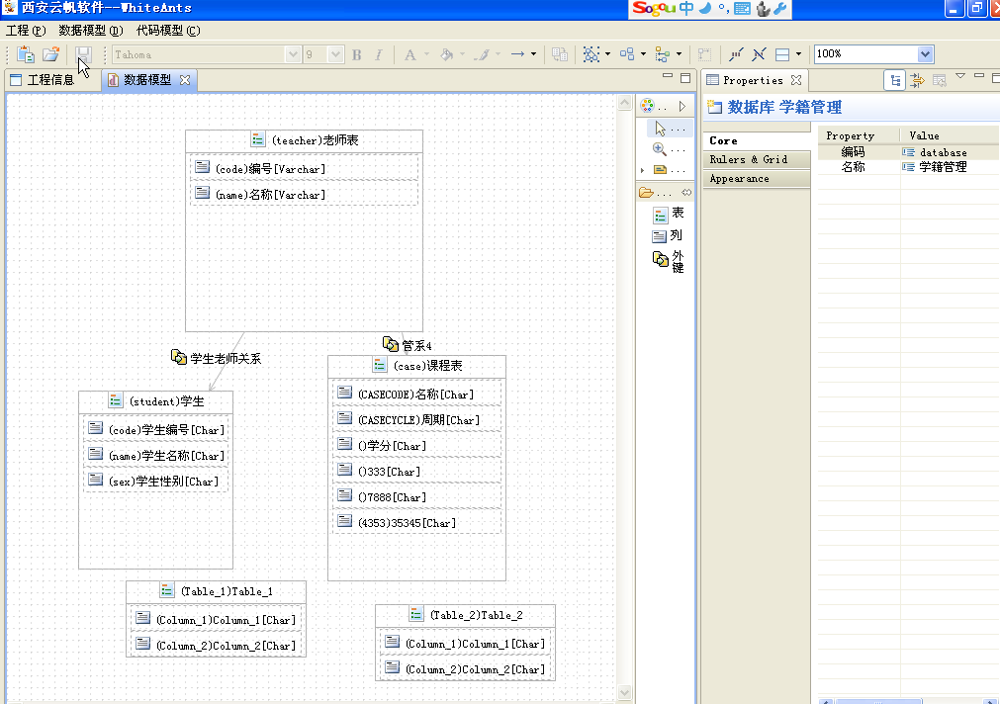 西安云帆软件--WhiteAnts
Sogou 中
工程(P) 数据模型(D) 代码模型(C)
Tahoma 9 B I A 100%
工程信息 数据模型
Properties
数据库 学籍管理
Core
Rulers & Grid
Appearance
Property Value
编码 database
名称 学籍管理
表
列
外键
(teacher)老师表
(code)编号[Varchar]
(name)名称[Varchar]
学生老师关系
管系4
(case)课程表
(CASECODE)名称[Char]
(CASECYCLE)周期[Char]
()学分[Char]
()333[Char]
()7888[Char]
(4353)35345[Char]
(student)学生
(code)学生编号[Char]
(name)学生名称[Char]
(sex)学生性别[Char]
(Table_1)Table_1
(Column_1)Column_1[Char]
(Column_2)Column_2[Char]
(Table_2)Table_2
(Column_1)Column_1[Char]
(Column_2)Column_2[Char]